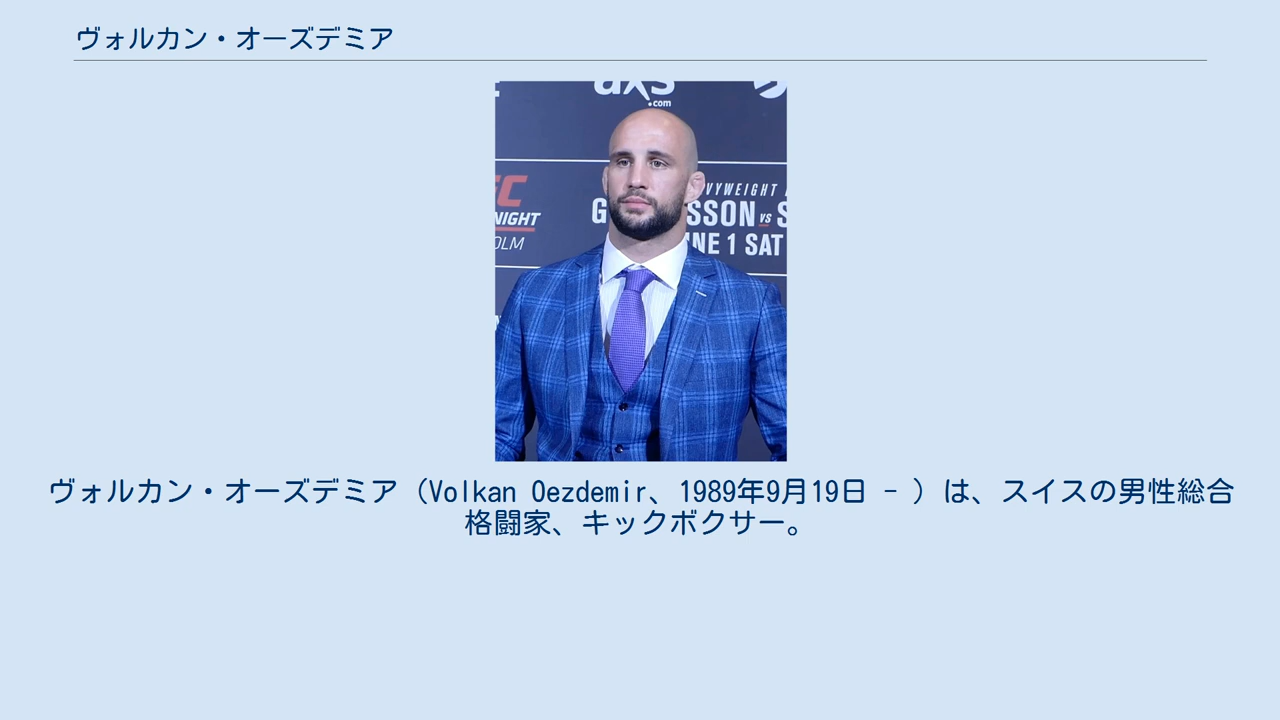 ヴォルカン・オーズデミア
axs
.com
NIGHT
VYWEIGHT
SSON VS S
NE 1 SAT
ヴォルカン・オーズデミア（Volkan Oezdemir、1989年9月19日 - ）は、スイスの男性総合
格闘家、キックボクサー。